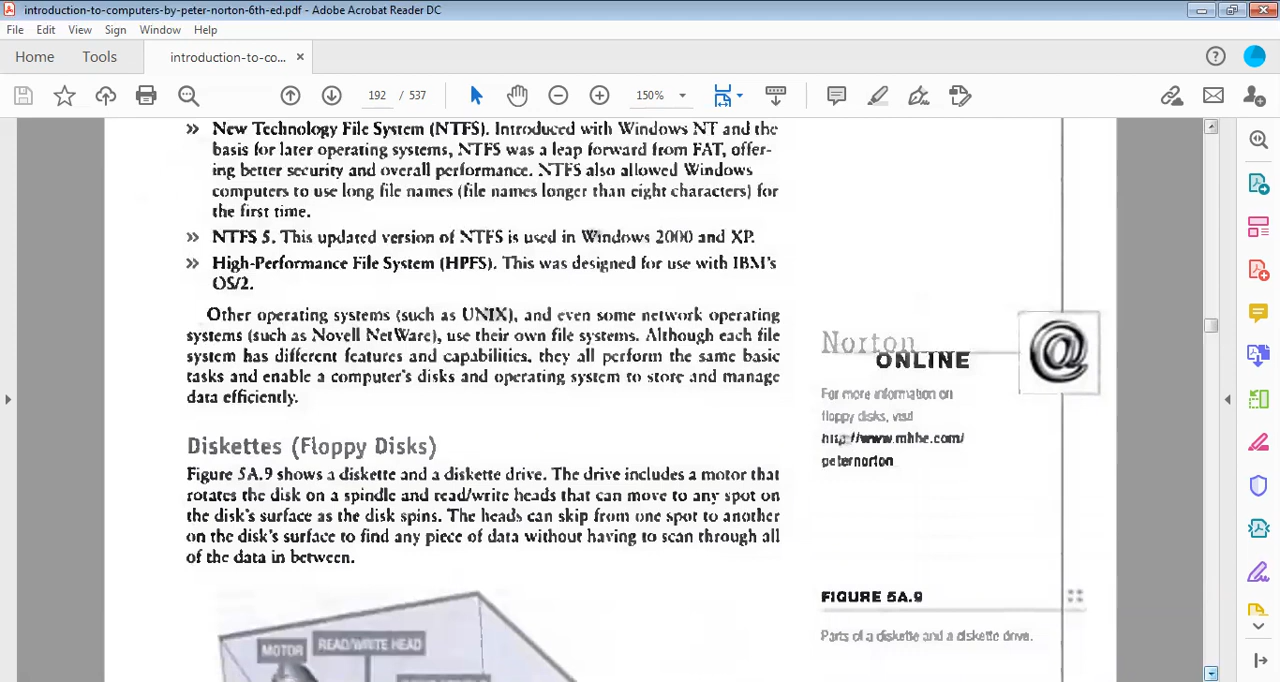 introduction-to-computers-by-peter-norton-6th-ed.pdf - Adobe Acrobat Reader DC
File Edit View Sign Window Help
Home Tools introduction-to-co... ×
192 / 537 150%
» New Technology File System (NTFS). Introduced with Windows NT and the
basis for later operating systems, NTFS was a leap forward from FAT, offer-
ing better security and overall performance. NTFS also allowed Windows
computers to use long file names (file names longer than eight characters) for
the first time.
» NTFS 5. This updated version of NTFS is used in Windows 2000 and XP.
» High-Performance File System (HPFS). This was designed for use with IBM's
OS/2.
Other operating systems (such as UNIX), and even some network operating
systems (such as Novell NetWare), use their own file systems. Although each file
system has different features and capabilities, they all perform the same basic
tasks and enable a computer's disks and operating system to store and manage
data efficiently.
Diskettes (Floppy Disks)
Figure 5A.9 shows a diskette and a diskette drive. The drive includes a motor that
rotates the disk on a spindle and read/write heads that can move to any spot on
the disk's surface as the disk spins. The heads can skip from one spot to another
on the disk's surface to find any piece of data without having to scan through all
of the data in between.
MOTOR READ/WRITE HEAD
Norton
ONLINE
@
For more information on
floppy disks, visit
http://www.mhhe.com/
peternorton
FIGURE 5A.9
Parts of a diskette and a diskette drive.